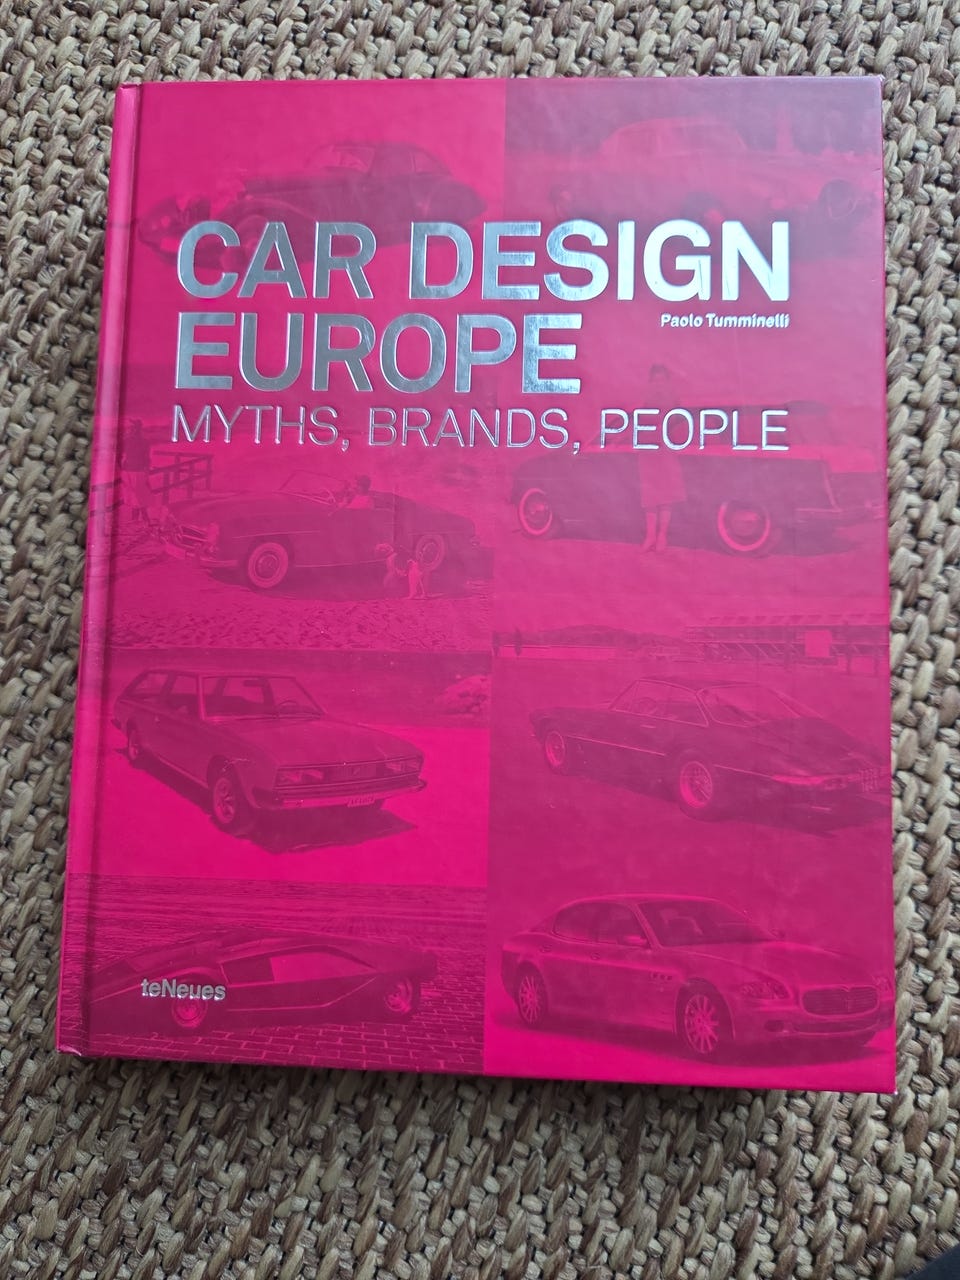 CAR DESIGN
Paolo Tumminelli
EUROPE
MYTHS, BRANDS, PEOPLE
teNeues